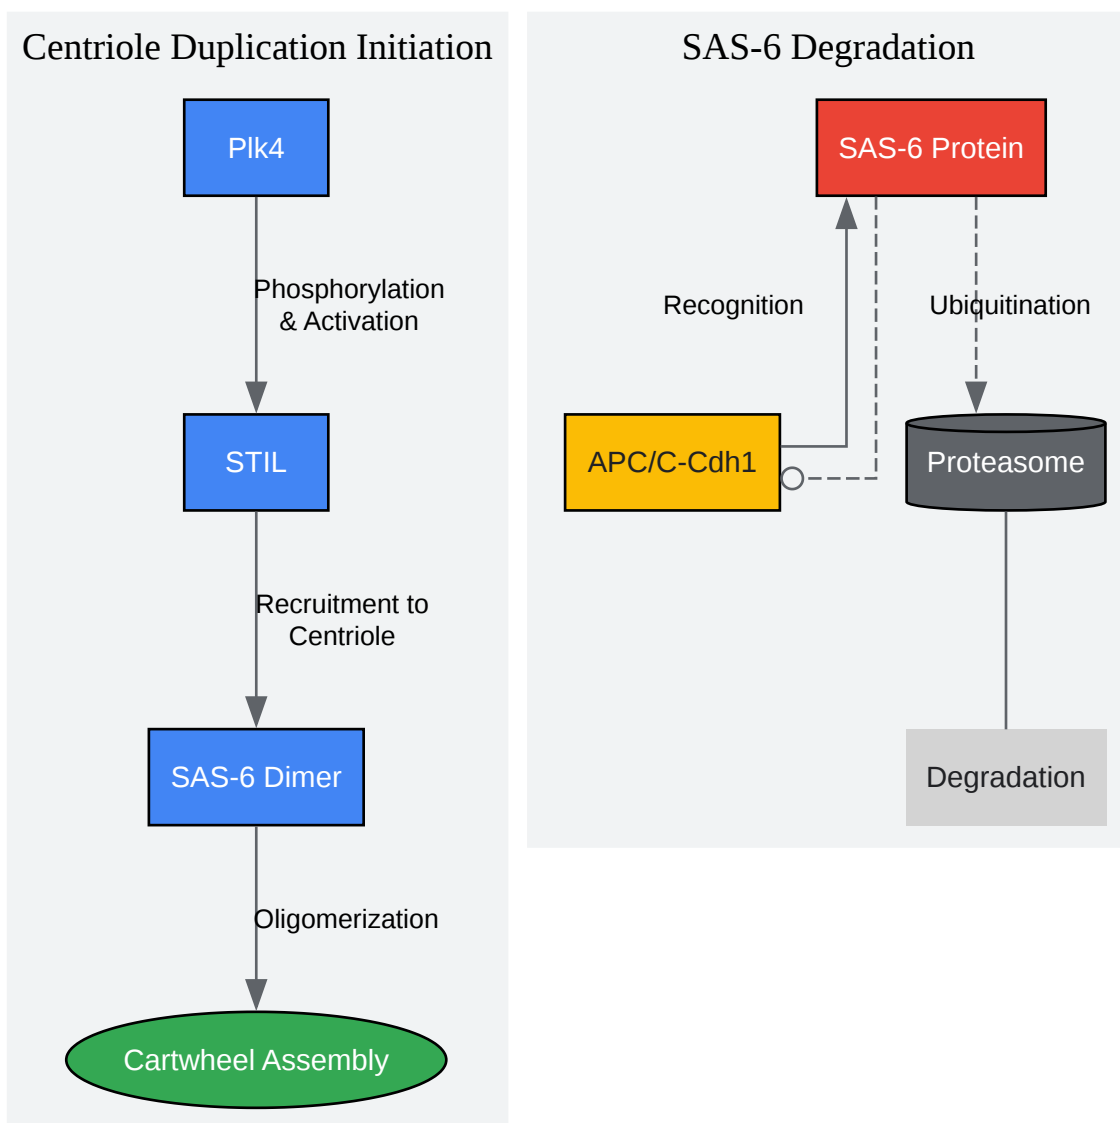 Centriole Duplication Initiation
Plk4
Phosphorylation
& Activation
STIL
Recruitment to
Centriole
SAS-6 Dimer
Oligomerization
Cartwheel Assembly
SAS-6 Degradation
SAS-6 Protein
Recognition
Ubiquitination
APC/C-Cdh1
Proteasome
Degradation